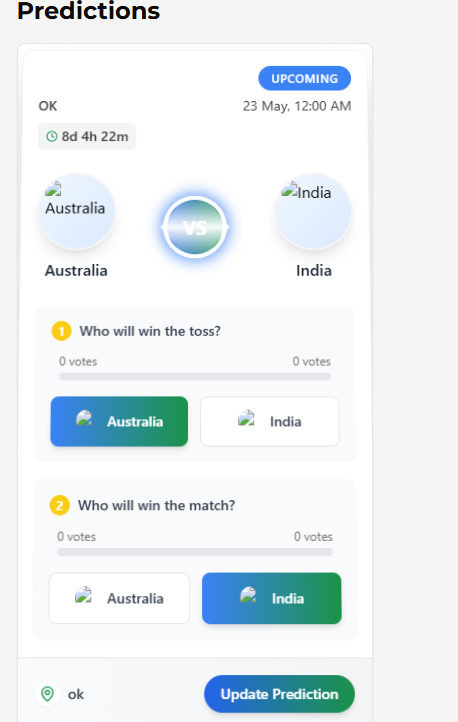 Predictions
UPCOMING
OK
23 May, 12:00 AM
8d 4h 22m
Australia
India
VS
Australia
India
1 Who will win the toss?
0 votes
0 votes
Australia
India
2 Who will win the match?
0 votes
0 votes
Australia
India
ok
Update Prediction